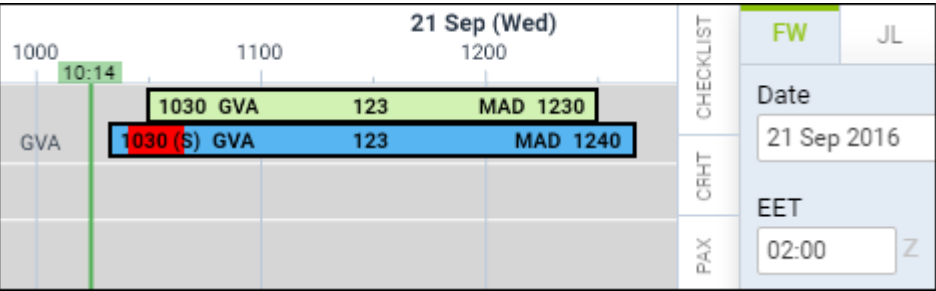 21 Sep (Wed)
1000 1100 1200
10:14
1030 GVA 123 MAD 1230
GVA
1030 (S) GVA 123 MAD 1240
CHECKLIST
CRHT
PAX
FW JL
Date
21 Sep 2016
EET
02:00 Z